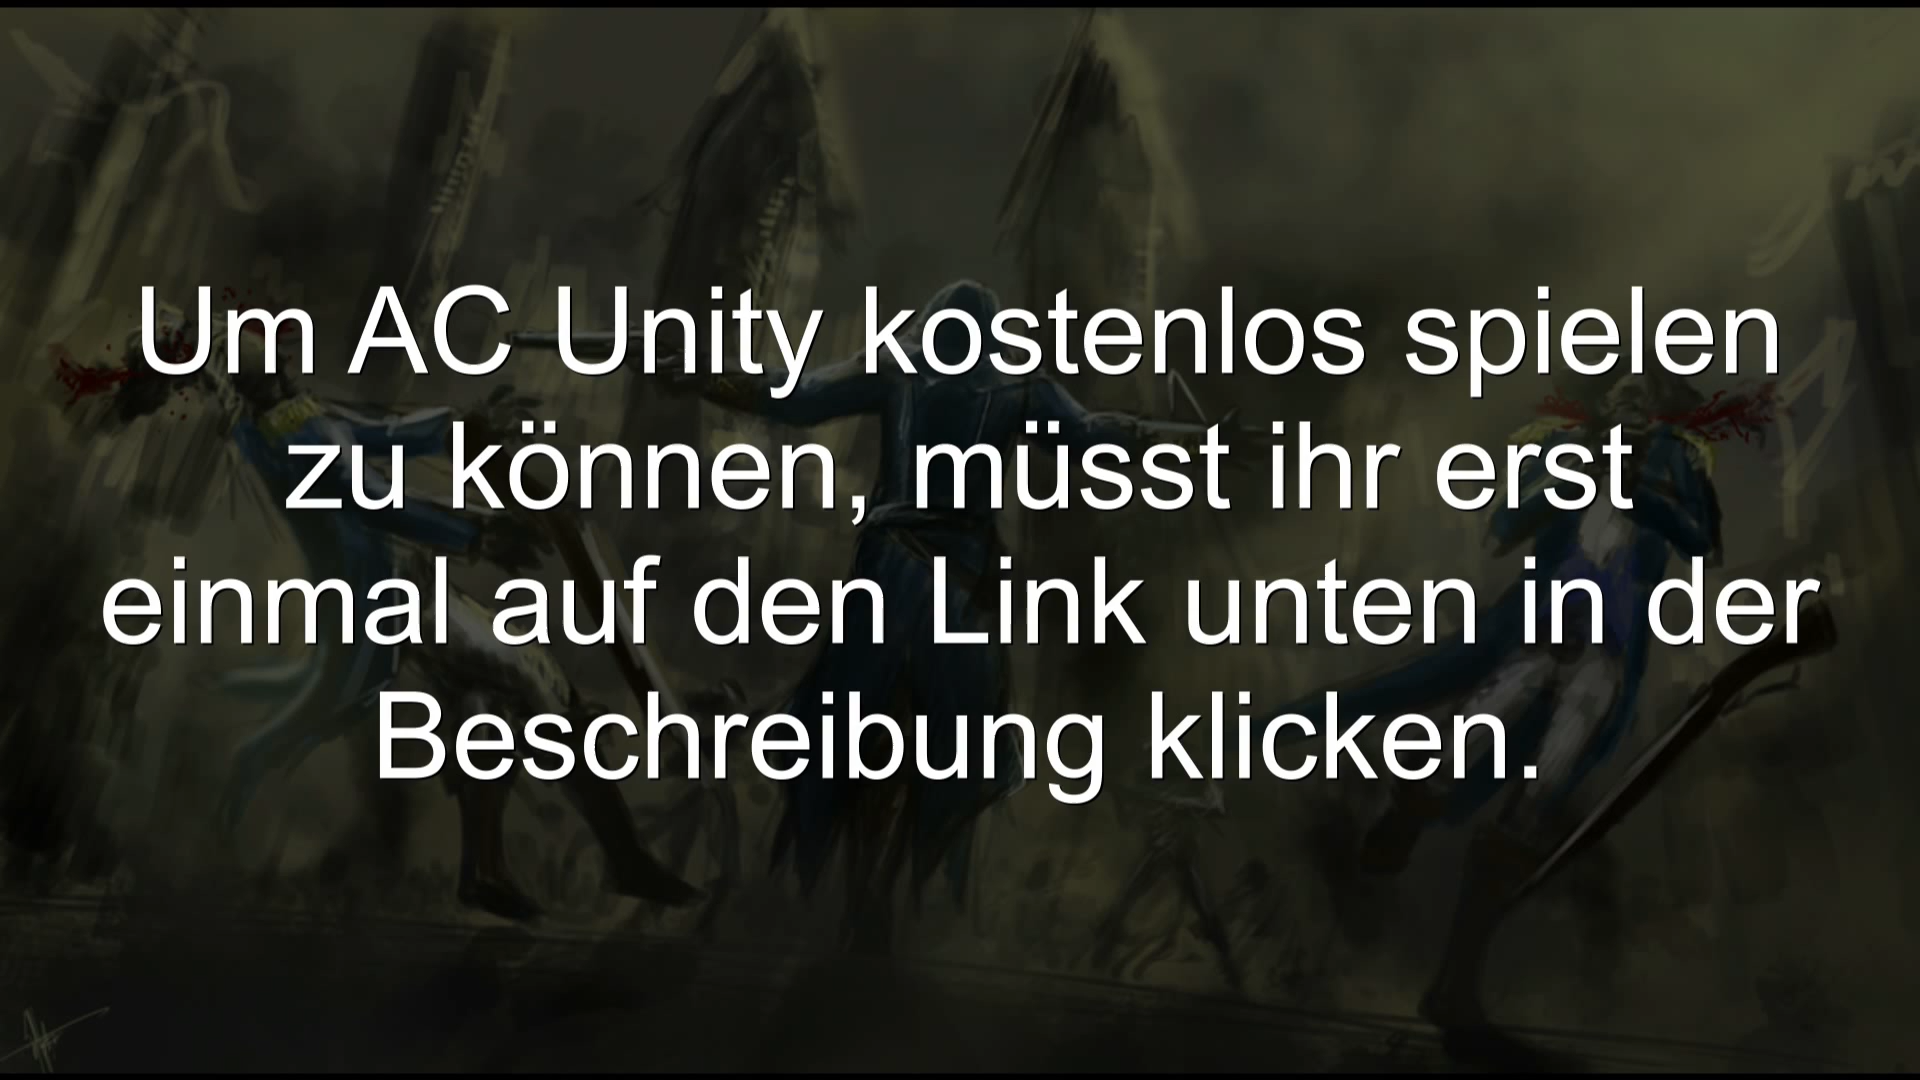 Um AC Unity kostenlos spielen
zu können, müsst ihr erst
einmal auf den Link unten in der
Beschreibung klicken.